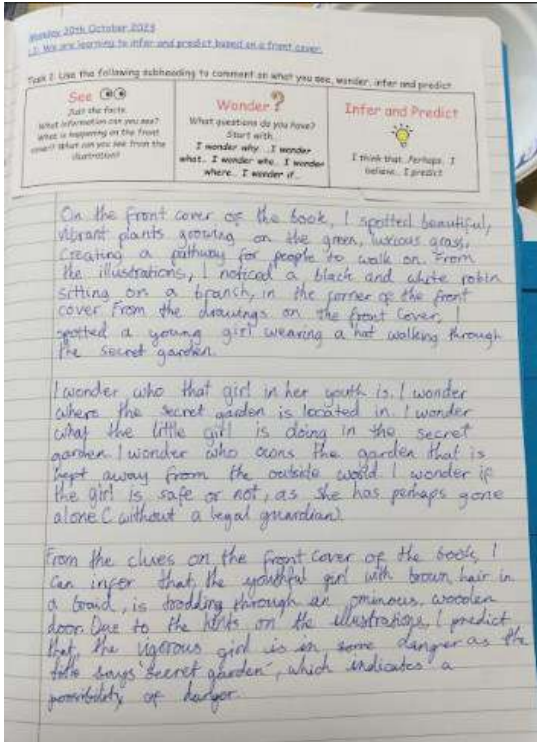 Monday 20th October 2023
L.I: We are learning to infer and predict based on a front cover.
Task 1: Use the following subheading to comment on what you see, wonder, infer and predict
See
Just the facts.
What information can you see?
What is happening on the front
cover? What can you see from the
illustration?
Wonder?
What questions do you have?
Start with...
I wonder why... I wonder
what... I wonder who... I wonder
where... I wonder if...
Infer and Predict
I think that... Perhaps... I
believe... I predict
On the front cover of the book, I spotted beautiful,
vibrant plants growing on the green, luxious grass,
creating a pathway for people to walk on. From
the illustrations, I noticed a black and white robin
sitting on a branch, in the corner of the front
cover. From the drawings on the front cover, I
spotted a young girl wearing a hat walking through
the secret garden.
I wonder who that girl in her youth is. I wonder
where the secret garden is located in. I wonder
what the little girl is doing in the secret
garden. I wonder who owns the garden that is
kept away from the outside world. I wonder if
the girl is safe or not, as she has perhaps gone
alone (without a legal guardian).
From the clues on the front cover of the book, I
can infer that, the youthful girl with brown hair in
a braid, is trodding through an ominous, wooden
door. Due to the hints on the illustrations, I predict
that, the vigorous girl is in some danger as the
title says 'secret garden', which indicates a
possibility of danger.